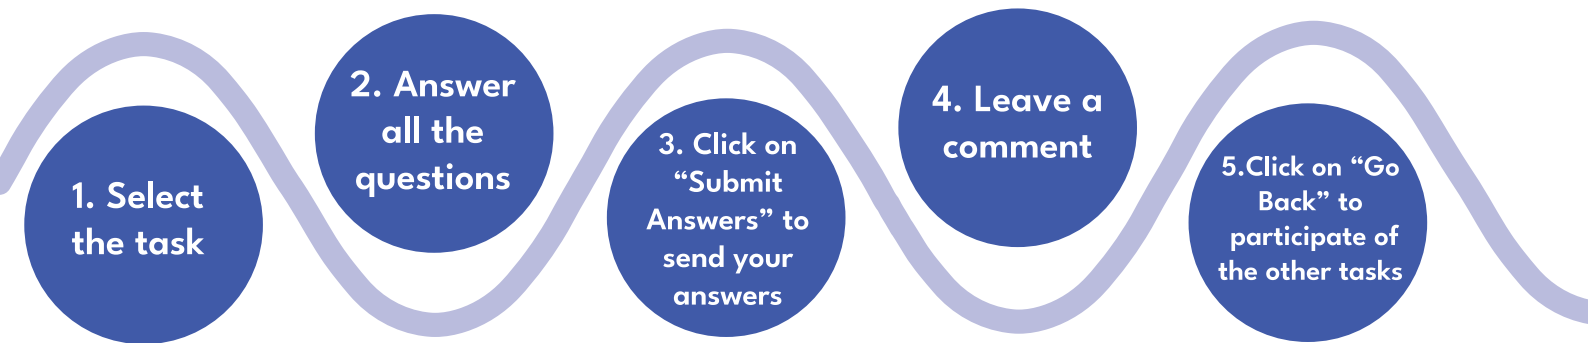 1. Select
the task
2. Answer
all the
questions
3. Click on
“Submit
Answers” to
send your
answers
4. Leave a
comment
5.Click on “Go
Back” to
participate of
the other tasks